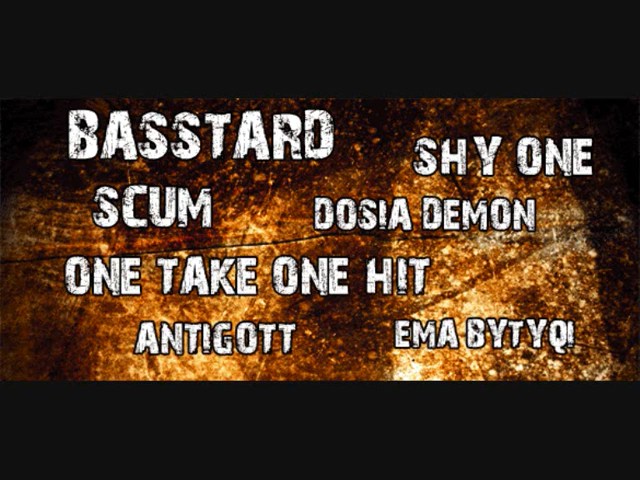 BASSTARD
SHY ONE
SCUM
DOSIA DEMON
ONE TAKE ONE HIT
ANTIGOTT
EMA BYTYQI